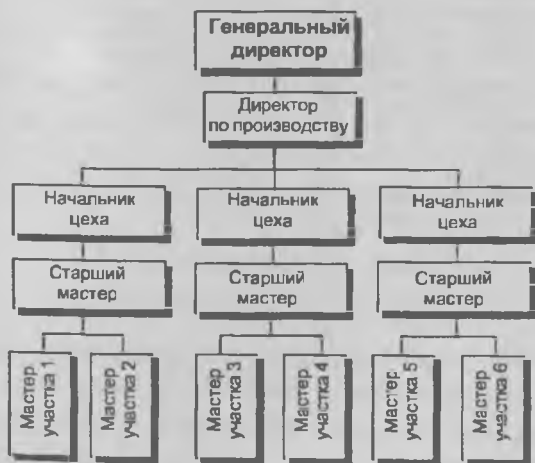 Генеральный
директор
Директор
по производству
Начальник
цеха
Начальник
цеха
Начальник
цеха
Старший
мастер
Старший
мастер
Старший
мастер
Мастер
участка 1
Мастер
участка 2
Мастер
участка 3
Мастер
участка 4
Мастер
участка 5
Мастер
участка 6